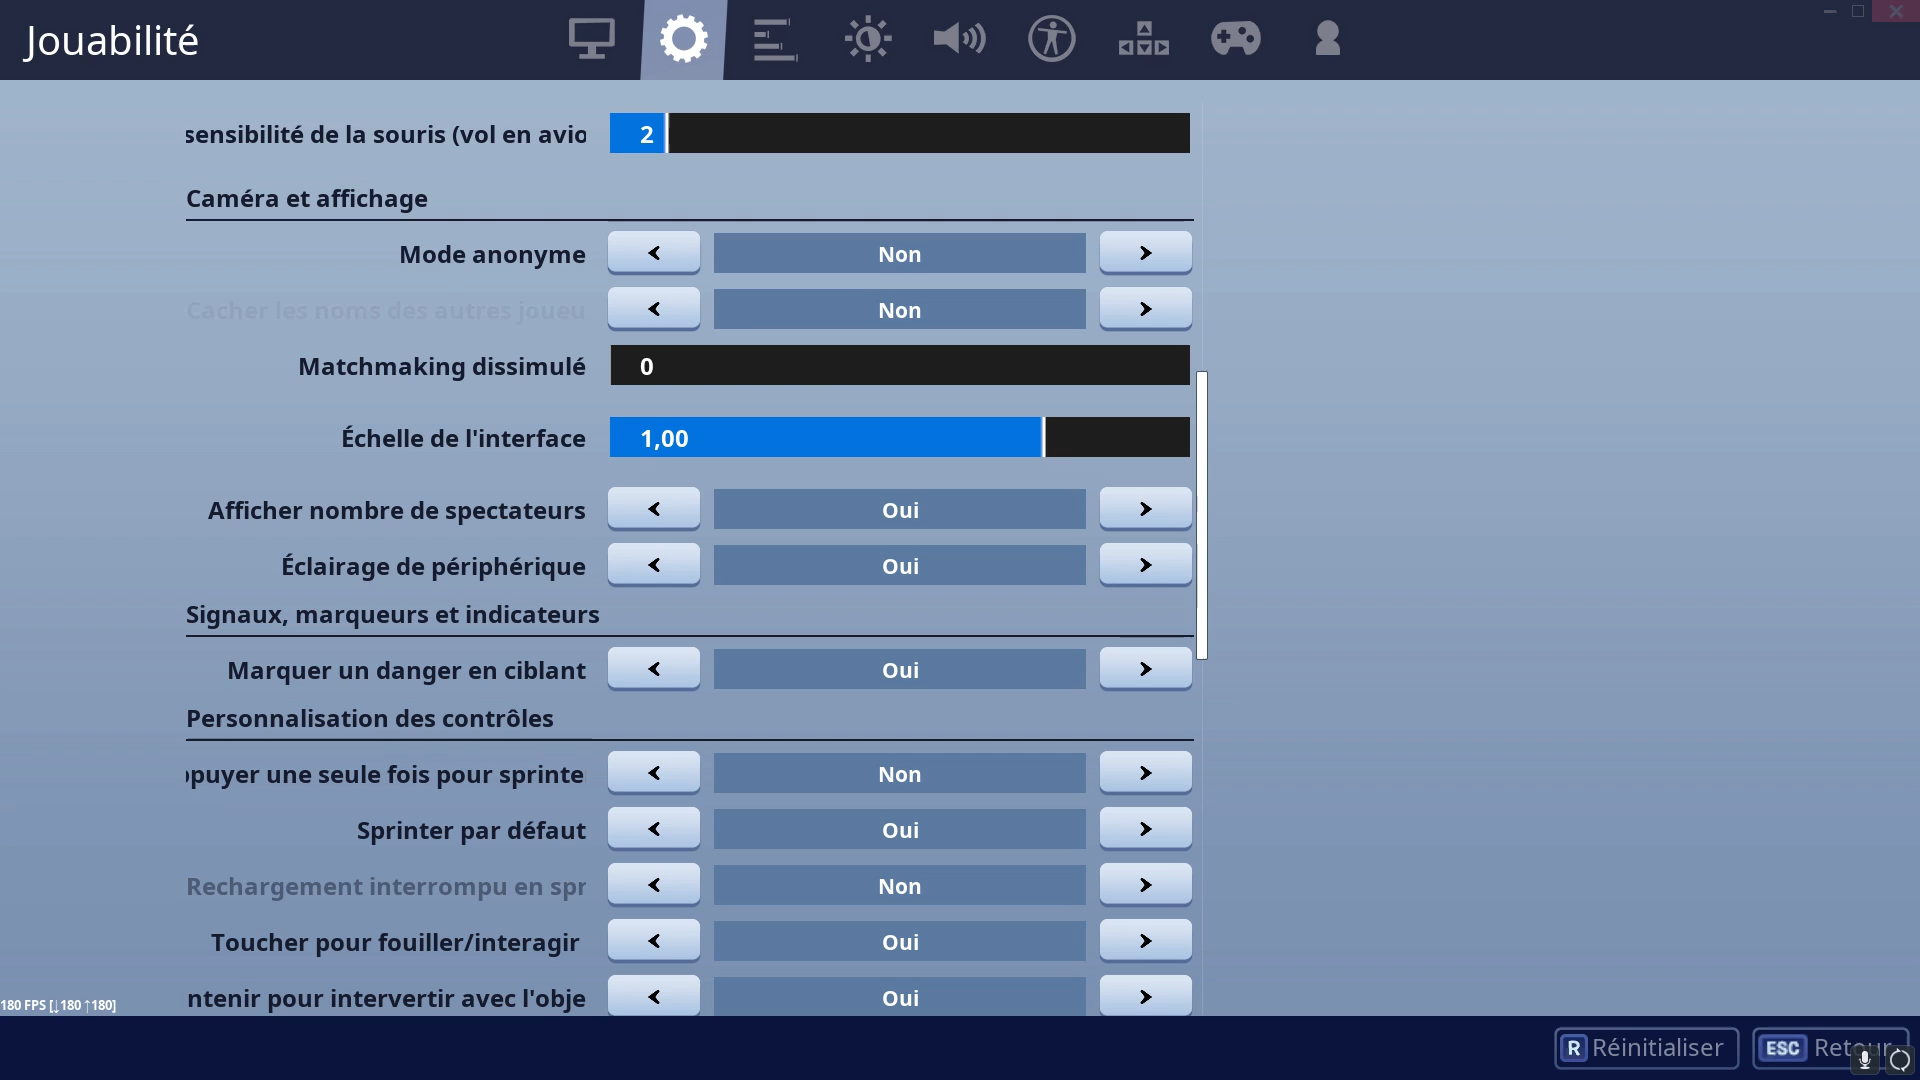 Jouabilité
sensibilité de la souris (vol en avio
2
Caméra et affichage
Mode anonyme
Non
Cacher les noms des autres joueu
Non
Matchmaking dissimulé
0
Échelle de l'interface
1,00
Afficher nombre de spectateurs
Oui
Éclairage de périphérique
Oui
Signaux, marqueurs et indicateurs
Marquer un danger en ciblant
Oui
Personnalisation des contrôles
ppuyer une seule fois pour sprinte
Non
Sprinter par défaut
Oui
Rechargement interrompu en spr
Non
Toucher pour fouiller/interagir
Oui
ntenir pour intervertir avec l'obje
Oui
180 FPS [↓180 ↑180]
R Réinitialiser
ESC Retour